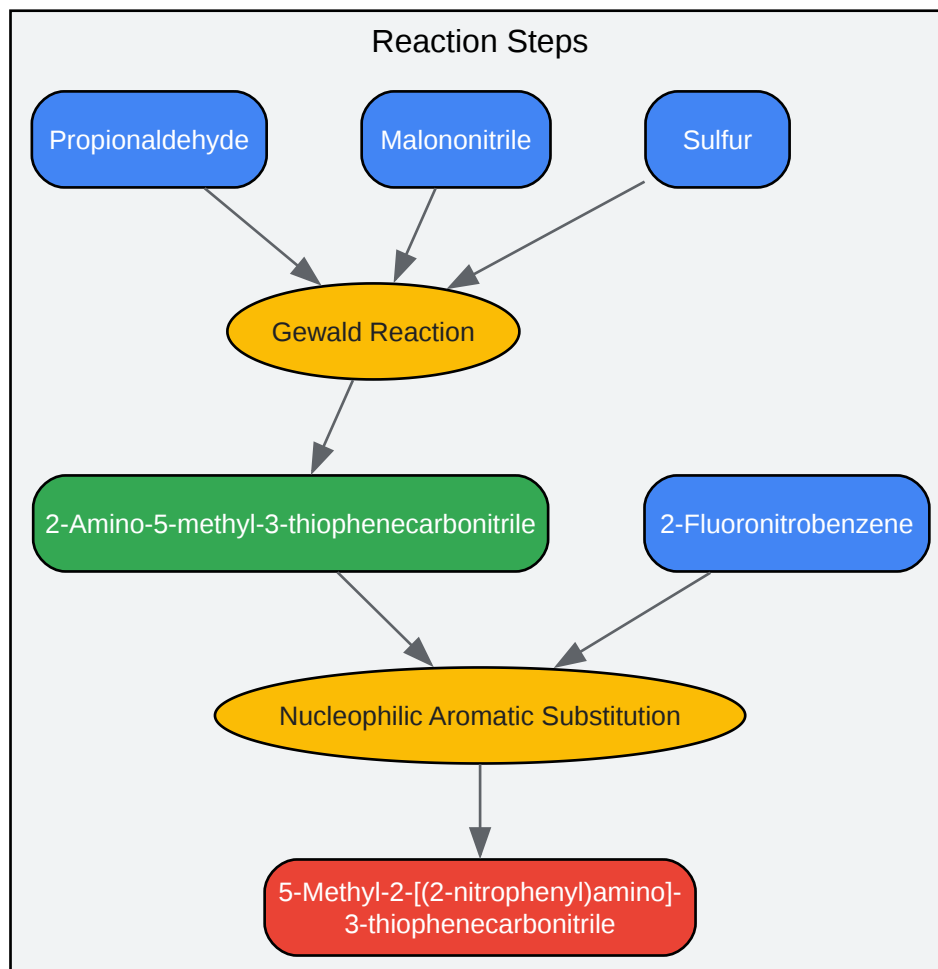 Reaction Steps
Propionaldehyde
Malononitrile
Sulfur
Gewald Reaction
2-Amino-5-methyl-3-thiophenecarbonitrile
2-Fluoronitrobenzene
Nucleophilic Aromatic Substitution
5-Methyl-2-[(2-nitrophenyl)amino]-
3-thiophenecarbonitrile